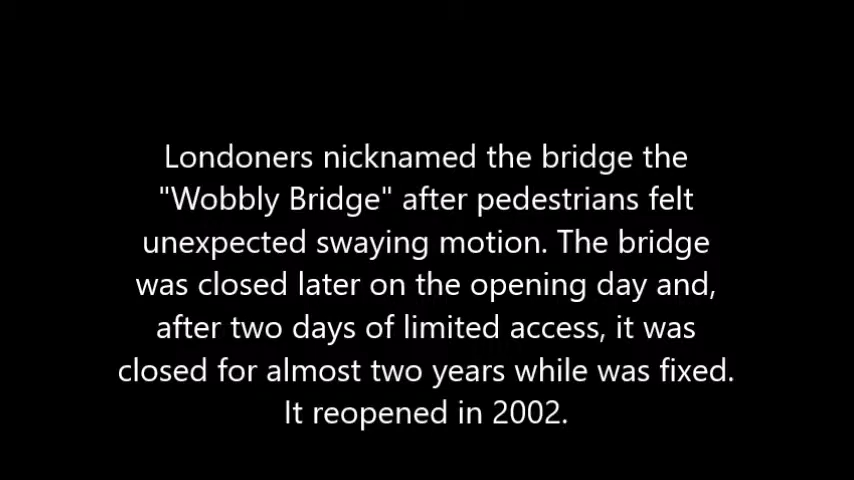 Londoners nicknamed the bridge the
"Wobbly Bridge" after pedestrians felt
unexpected swaying motion. The bridge
was closed later on the opening day and,
after two days of limited access, it was
closed for almost two years while was fixed.
It reopened in 2002.